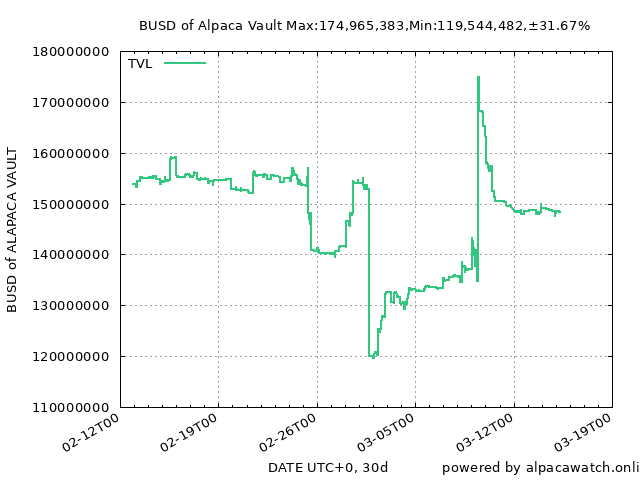 BUSD of Alpaca Vault Max:174,965,383,Min:119,544,482,±31.67%
180000000
TVL
170000000
160000000
150000000
140000000
130000000
120000000
110000000
BUSD of ALAPACA VAULT
02-12T00
02-19T00
02-26T00
03-05T00
03-12T00
03-19T00
DATE UTC+0, 30d
powered by alpacawatch.onli